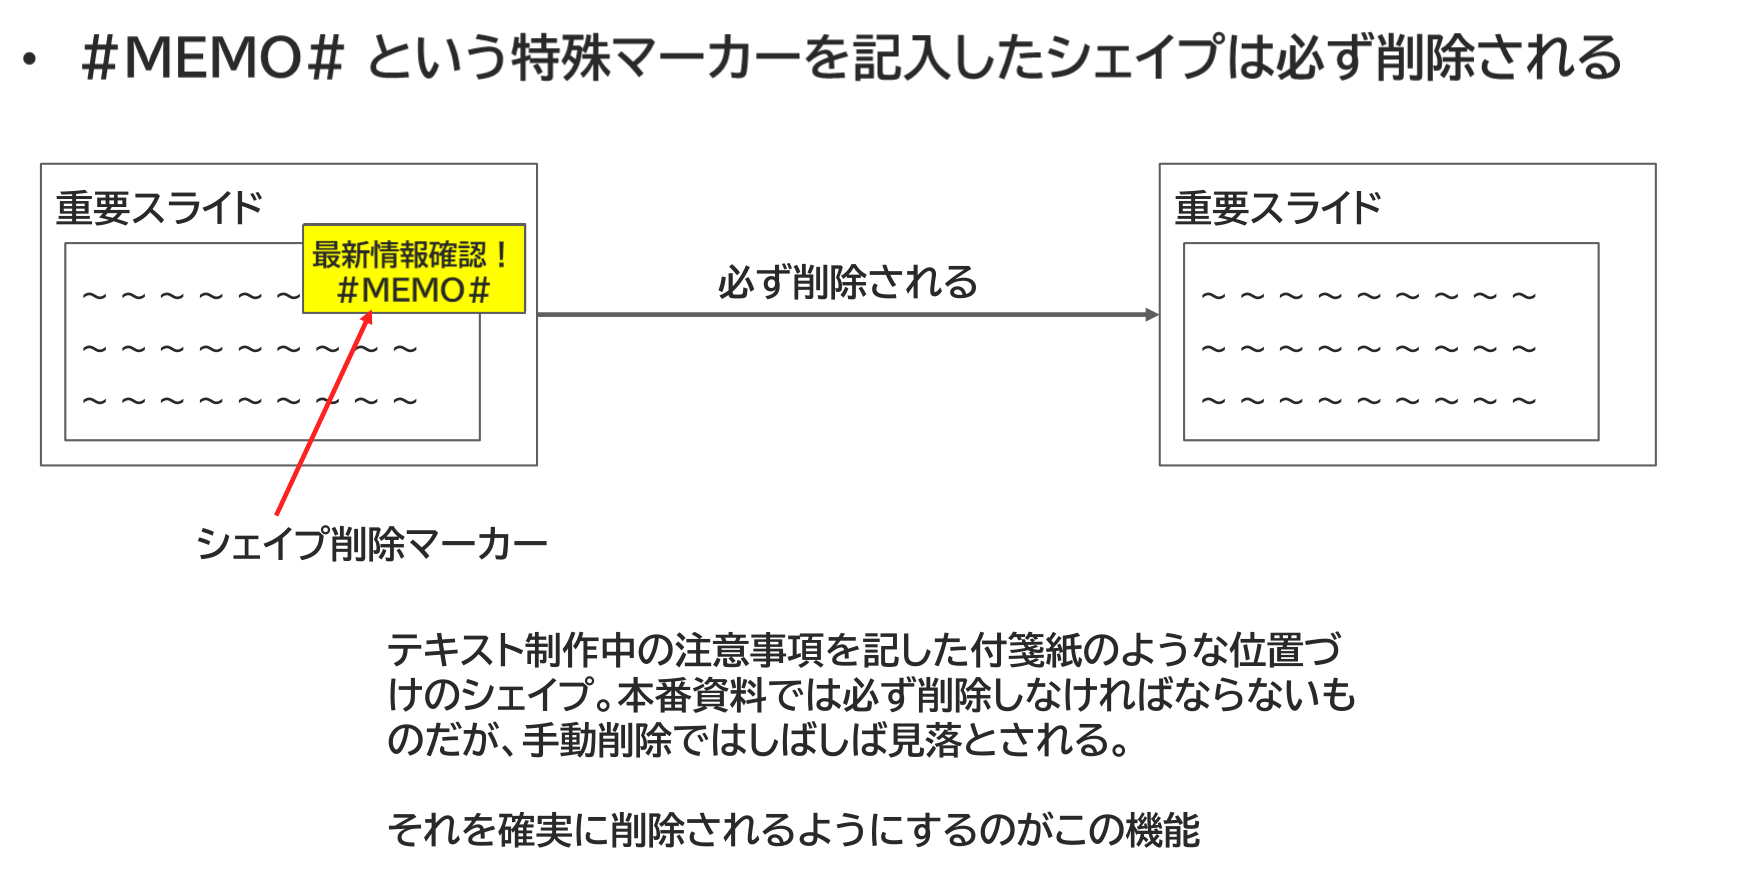 • #MEMO# という特殊マーカーを記入したシェイプは必ず削除される
重要スライド
最新情報確認！
#MEMO#
～～～～～～
～～～～～～～～～
～～～～～～～～～
必ず削除される
重要スライド
～～～～～～～～～
～～～～～～～～～
～～～～～～～～～
シェイプ削除マーカー
テキスト制作中の注意事項を記した付箋紙のような位置づ
けのシェイプ。本番資料では必ず削除しなければならないも
のだが、手動削除ではしばしば見落とされる。
それを確実に削除されるようにするのがこの機能